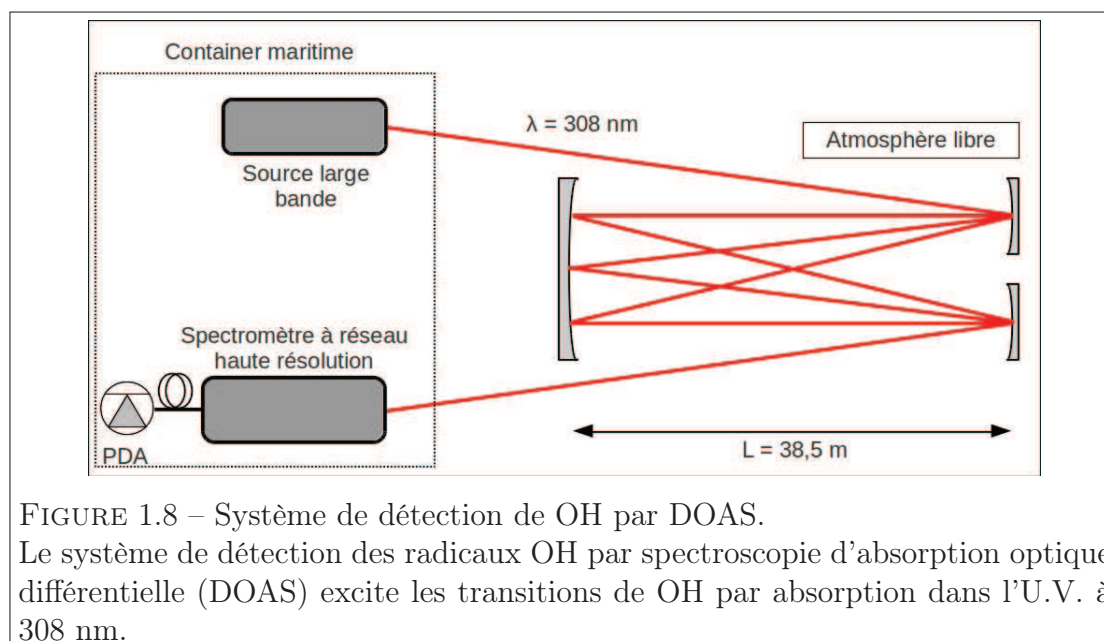 Container maritime
λ = 308 nm
Atmosphère libre
Source large
bande
Spectromètre à réseau
haute résolution
PDA
L = 38,5 m
FIGURE 1.8 – Système de détection de OH par DOAS.
Le système de détection des radicaux OH par spectroscopie d'absorption optique
différentielle (DOAS) excite les transitions de OH par absorption dans l'U.V. à
308 nm.